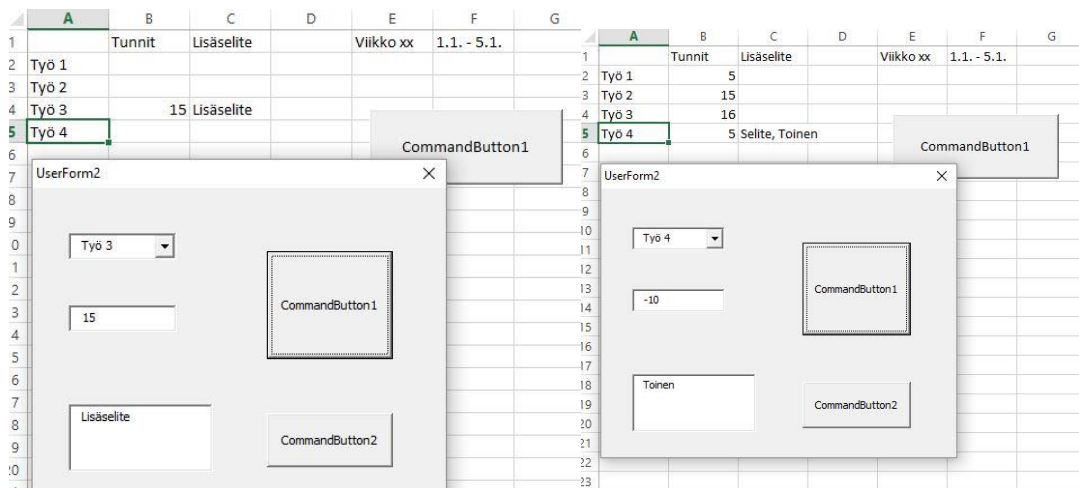 A B C D E F G
1 Tunnit Lisäselite Viikko xx 1.1. - 5.1.
2 Työ 1
3 Työ 2
4 Työ 3 15 Lisäselite
5 Työ 4
CommandButton1
6
7
UserForm2
8
9
0
Työ 3
1
2
CommandButton1
3
15
4
5
6
7
Lisäselite
8
CommandButton2
9
20
A B C D E F G
1 Tunnit Lisäselite Viikko xx 1.1. - 5.1.
2 Työ 1 5
3 Työ 2 15
4 Työ 3 16
5 Työ 4 5 Selite, Toinen
CommandButton1
6
7
UserForm2
8
9
10
Työ 4
11
12
13
CommandButton1
-10
14
15
16
17
18
Toinen
19
CommandButton2
20
21
22
23